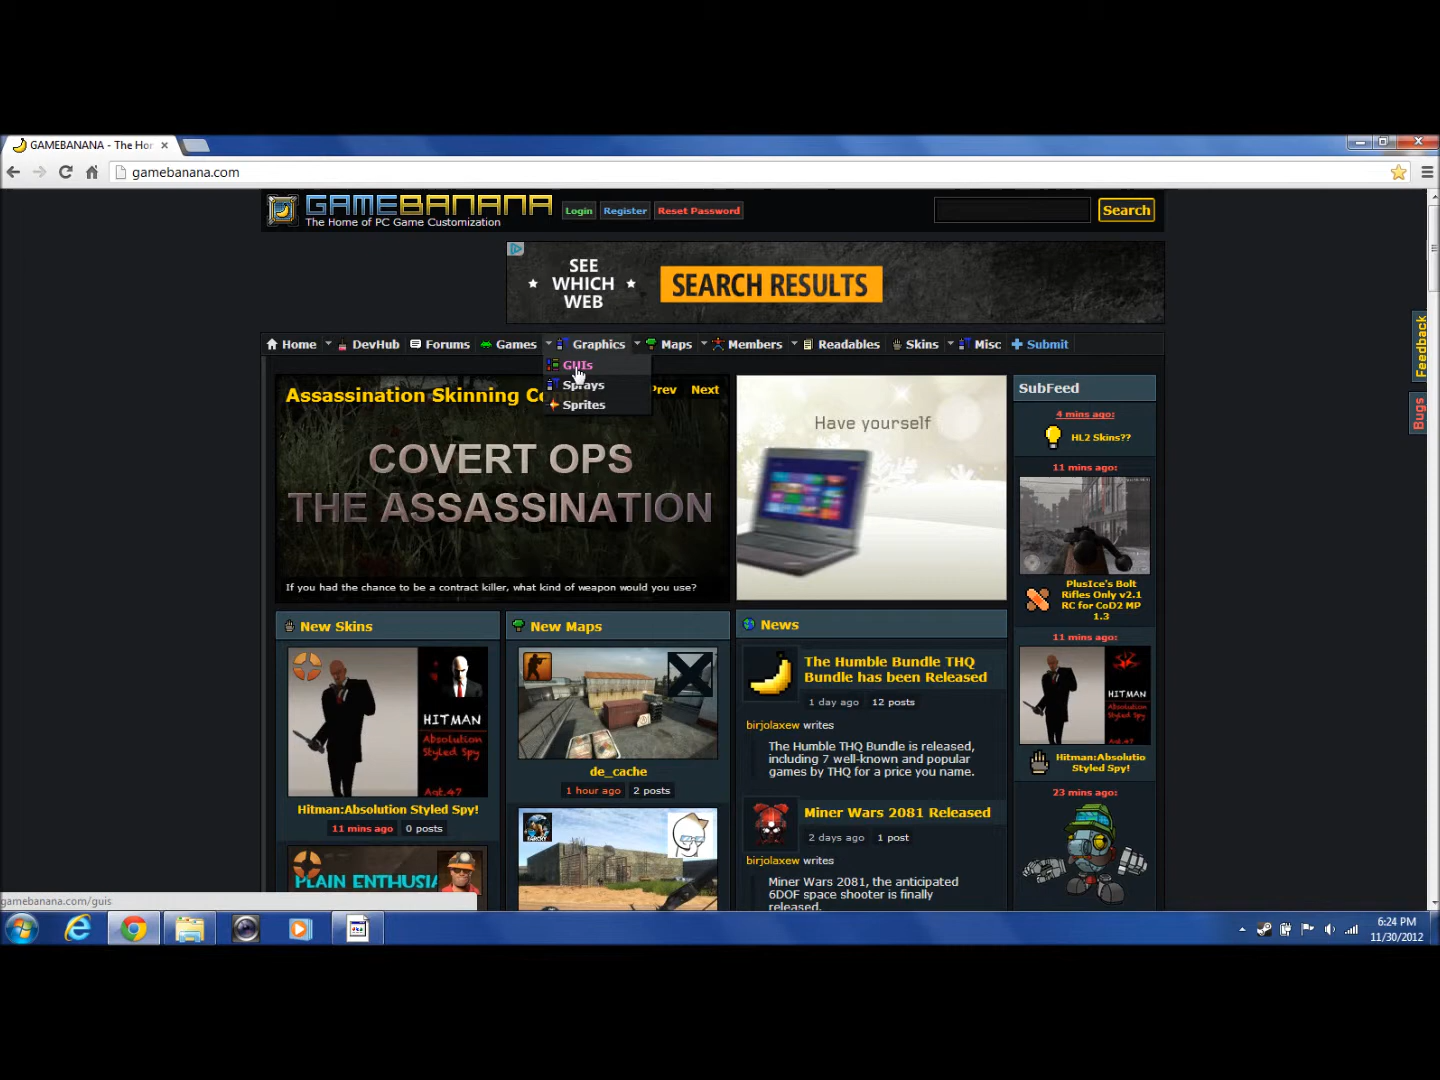 GAMEBANANA - The Hor
gamebanana.com
GAMEBANANA
The Home of PC Game Customization
Login Register Reset Password
Search
SEE WHICH WEB
SEARCH RESULTS
Home DevHub Forums Games Graphics Maps Members Readables Skins Misc Submit
GUIs
Sprays
Sprites
Feedback
Bugs
Assassination Skinning Co
Prev Next
COVERT OPS
THE ASSASSINATION
If you had the chance to be a contract killer, what kind of weapon would you use?
Have yourself
SubFeed
4 mins ago:
HL2 Skins??
11 mins ago:
PlusIce's Bolt
Rifles Only v2.1
RC for CoD2 MP
1.3
11 mins ago:
HITMAN
Absolution
Styled Spy
Agt.47
Hitman:Absolutio
Styled Spy!
23 mins ago:
New Skins
HITMAN
Absolution
Styled Spy
Agt.47
Hitman:Absolution Styled Spy!
11 mins ago 0 posts
PLAIN ENTHUSIA
New Maps
de_cache
1 hour ago 2 posts
News
The Humble Bundle THQ
Bundle has been Released
1 day ago 12 posts
birjolaxew writes
The Humble THQ Bundle is released,
including 7 well-known and popular
games by THQ for a price you name.
Miner Wars 2081 Released
2 days ago 1 post
birjolaxew writes
Miner Wars 2081, the anticipated
6DOF space shooter is finally
released.
gamebanana.com/guis
6:24 PM
11/30/2012